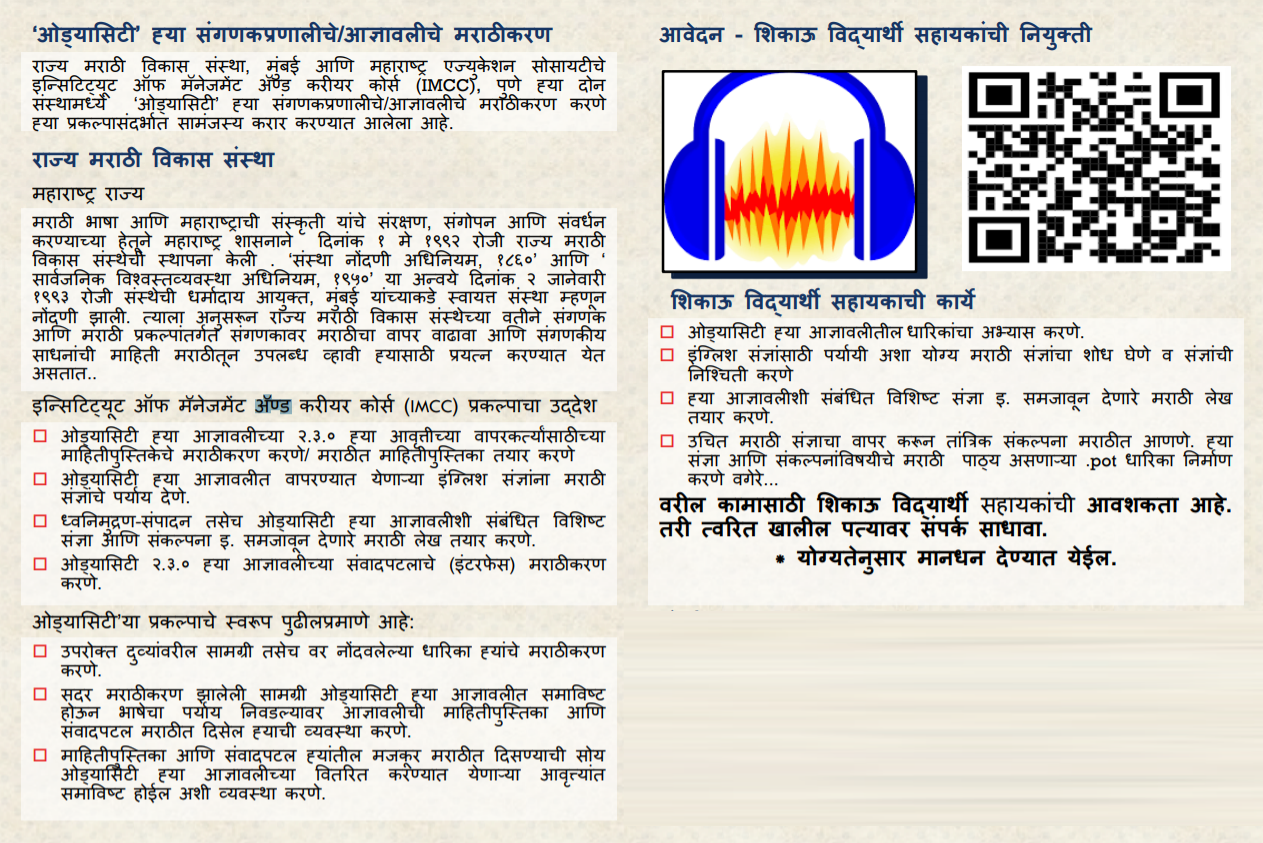 ‘ओड्यासिटी’ ह्या संगणकप्रणालीचे/आज्ञावलीचे मराठीकरण
राज्य मराठी विकास संस्था, मुंबई आणि महाराष्ट्र एज्युकेशन सोसायटीचे
इन्सिटिट्यूट ऑफ मॅनेजमेंट अ‍ॅण्ड करीयर कोर्स (IMCC), पुणे ह्या दोन
संस्थामध्ये ‘ओड्यासिटी’ ह्या संगणकप्रणालीचे/आज्ञावलीचे मराठीकरण करणे
ह्या प्रकल्पासंदर्भात सामंजस्य करार करण्यात आलेला आहे.
राज्य मराठी विकास संस्था
महाराष्ट्र राज्य
मराठी भाषा आणि महाराष्ट्राची संस्कृती यांचे संरक्षण, संगोपन आणि संवर्धन
करण्याच्या हेतूने महाराष्ट्र शासनाने ' दिनांक १ मे १९९२ रोजी राज्य मराठी
विकास संस्थेची स्थापना केली . ‘संस्था नोंदणी अधिनियम, १८६०’ आणि ‘
सार्वजनिक विश्वस्तव्यवस्था अधिनियम, १९५०’ या अन्वये दिनांक २ जानेवारी
१९९३ रोजी संस्थेची धर्मादाय आयुक्त, मुंबई यांच्याकडे स्वायत्त संस्था म्हणून
नोंदणी झाली. त्याला अनुसरून राज्य मराठी विकास संस्थेच्या वतीने संगणक
आणि मराठी प्रकल्पांतर्गत संगणकावर मराठीचा वापर वाढावा आणि संगणकीय
साधनांची माहिती मराठीतून उपलब्ध व्हावी ह्यासाठी प्रयत्न करण्यात येत
असतात..
इन्सिटिट्यूट ऑफ मॅनेजमेंट अ‍ॅण्ड करीयर कोर्स (IMCC) प्रकल्पाचा उद्देश
☐ ओड्यासिटी ह्या आज्ञावलीच्या २.३.० ह्या आवृतीच्या वापरकर्त्यांसाठीच्या
माहितीपुस्तिकेचे मराठीकरण करणे/ मराठीत माहितीपुस्तिका तयार करणे
☐ ओड्यासिटी ह्या आज्ञावलीत वापरण्यात येणाऱ्या इंग्लिश संज्ञांना मराठी
संज्ञांचे पर्याय देणे.
☐ ध्वनिमुद्रण-संपादन तसेच ओड्यासिटी ह्या आज्ञावलीशी संबंधित विशिष्ट
संज्ञा आणि संकल्पना इ. समजावून देणारे मराठी लेख तयार करणे.
☐ ओड्यासिटी २.३.० ह्या आज्ञावलीच्या संवादपटलाचे (इंटरफेस) मराठीकरण
करणे.
ओड्यासिटी’या प्रकल्पाचे स्वरूप पुढीलप्रमाणे आहे:
☐ उपरोक्त दुव्यांवरील सामग्री तसेच वर नोंदवलेल्या धारिका ह्यांचे मराठीकरण
करणे.
☐ सदर मराठीकरण झालेली सामग्री ओड्यासिटी ह्या आज्ञावलीत समाविष्ट
होऊन भाषेचा पर्याय निवडल्यावर आज्ञावलीची माहितीपुस्तिका आणि
संवादपटल मराठीत दिसेल ह्याची व्यवस्था करणे.
☐ माहितीपुस्तिका आणि संवादपटल ह्यांतील मजकूर मराठीत दिसण्याची सोय
ओड्यासिटी ह्या आज्ञावलीच्या वितरित करण्यात येणाऱ्या आवृत्त्यांत
समाविष्ट होईल अशी व्यवस्था करणे.
आवेदन - शिकाऊ विद्यार्थी सहायकांची नियुक्ती
शिकाऊ विद्यार्थी सहायकाची कार्ये
☐ ओड्यासिटी ह्या आज्ञावलीतील धारिकांचा अभ्यास करणे.
☐ इंग्लिश संज्ञांसाठी पर्यायी अशा योग्य मराठी संज्ञांचा शोध घेणे व संज्ञांची
निश्चिती करणे
☐ ह्या आज्ञावलीशी संबंधित विशिष्ट संज्ञा इ. समजावून देणारे मराठी लेख
तयार करणे.
☐ उचित मराठी संज्ञाचा वापर करून तांत्रिक संकल्पना मराठीत आणणे. ह्या
संज्ञा आणि संकल्पनांविषयीचे मराठी पाठ्य असणाऱ्या .pot धारिका निर्माण
करणे वगेरे...
वरील कामासाठी शिकाऊ विद्यार्थी सहायकांची आवशकता आहे.
तरी त्वरित खालील पत्यावर संपर्क साधावा.
* योग्यतेनुसार मानधन देण्यात येईल.